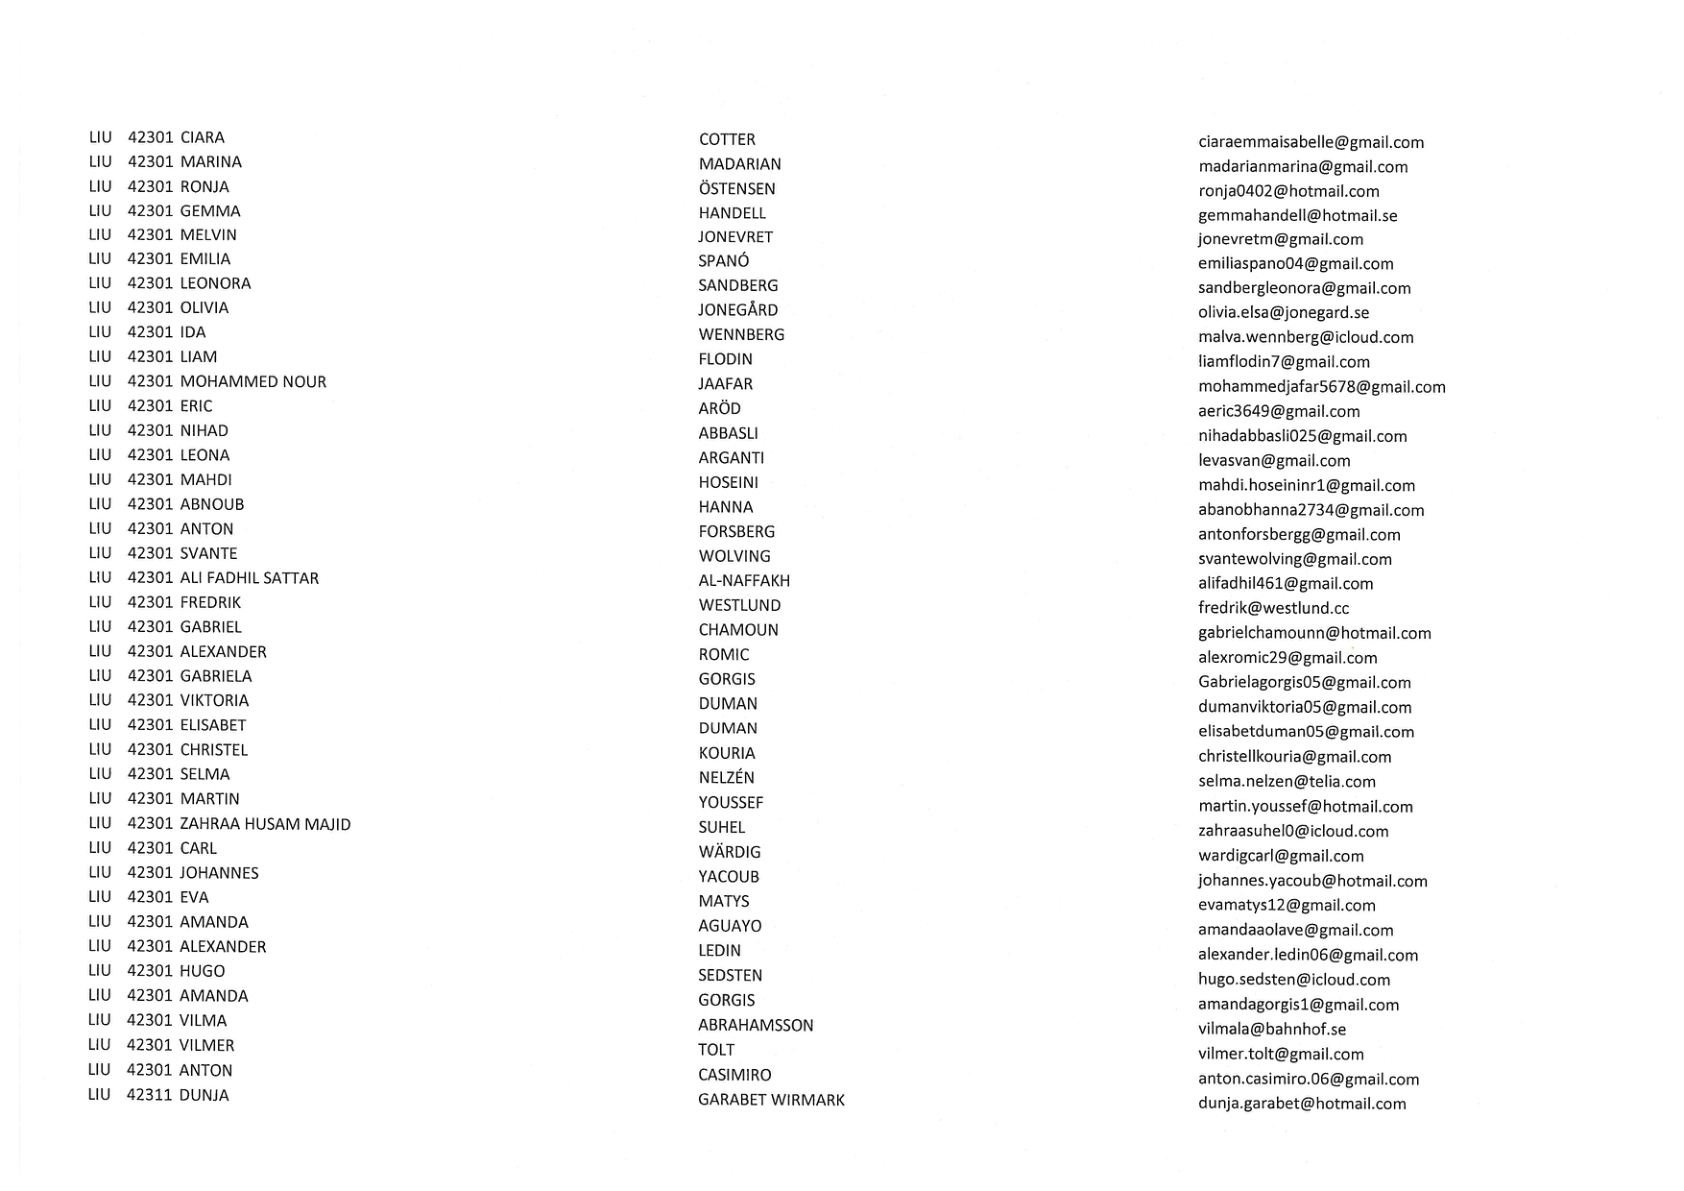 LIU 42301 CIARA COTTER ciaraemmaisabelle@gmail.com
LIU 42301 MARINA MADARIAN madarianmarina@gmail.com
LIU 42301 RONJA ÖSTENSEN ronja0402@hotmail.com
LIU 42301 GEMMA HANDELL gemmahandell@hotmail.se
LIU 42301 MELVIN JONEVRET jonevretm@gmail.com
LIU 42301 EMILIA SPANÓ emiliaspano04@gmail.com
LIU 42301 LEONORA SANDBERG sandbergleonora@gmail.com
LIU 42301 OLIVIA JONEGÅRD olivia.elsa@jonegard.se
LIU 42301 IDA WENNBERG malva.wennberg@icloud.com
LIU 42301 LIAM FLODIN liamflodin7@gmail.com
LIU 42301 MOHAMMED NOUR JAAFAR mohammedjafar5678@gmail.com
LIU 42301 ERIC ARÖD aeric3649@gmail.com
LIU 42301 NIHAD ABBASLI nihadabbasli025@gmail.com
LIU 42301 LEONA ARGANTI levasvan@gmail.com
LIU 42301 MAHDI HOSEINI mahdi.hoseininr1@gmail.com
LIU 42301 ABNOUB HANNA abanobhanna2734@gmail.com
LIU 42301 ANTON FORSBERG antonforsbergg@gmail.com
LIU 42301 SVANTE WOLVING svantewolving@gmail.com
LIU 42301 ALI FADHIL SATTAR AL-NAFFAKH alifadhil461@gmail.com
LIU 42301 FREDRIK WESTLUND fredrik@westlund.cc
LIU 42301 GABRIEL CHAMOUN gabrielchamounn@hotmail.com
LIU 42301 ALEXANDER ROMIC alexromic29@gmail.com
LIU 42301 GABRIELA GORGIS Gabrielagorgis05@gmail.com
LIU 42301 VIKTORIA DUMAN dumanviktoria05@gmail.com
LIU 42301 ELISABET DUMAN elisabetduman05@gmail.com
LIU 42301 CHRISTEL KOURIA christellkouria@gmail.com
LIU 42301 SELMA NELZÉN selma.nelzen@telia.com
LIU 42301 MARTIN YOUSSEF martin.youssef@hotmail.com
LIU 42301 ZAHRAA HUSAM MAJID SUHEL zahraasuhel0@icloud.com
LIU 42301 CARL WÄRDIG wardigcarl@gmail.com
LIU 42301 JOHANNES YACOUB johannes.yacoub@hotmail.com
LIU 42301 EVA MATYS evamatys12@gmail.com
LIU 42301 AMANDA AGUAYO amandaaolave@gmail.com
LIU 42301 ALEXANDER LEDIN alexander.ledin06@gmail.com
LIU 42301 HUGO SEDSTEN hugo.sedsten@icloud.com
LIU 42301 AMANDA GORGIS amandagorgis1@gmail.com
LIU 42301 VILMA ABRAHAMSSON vilmala@bahnhof.se
LIU 42301 VILMER TOLT vilmer.tolt@gmail.com
LIU 42301 ANTON CASIMIRO anton.casimiro.06@gmail.com
LIU 42311 DUNJA GARABET WIRMARK dunja.garabet@hotmail.com